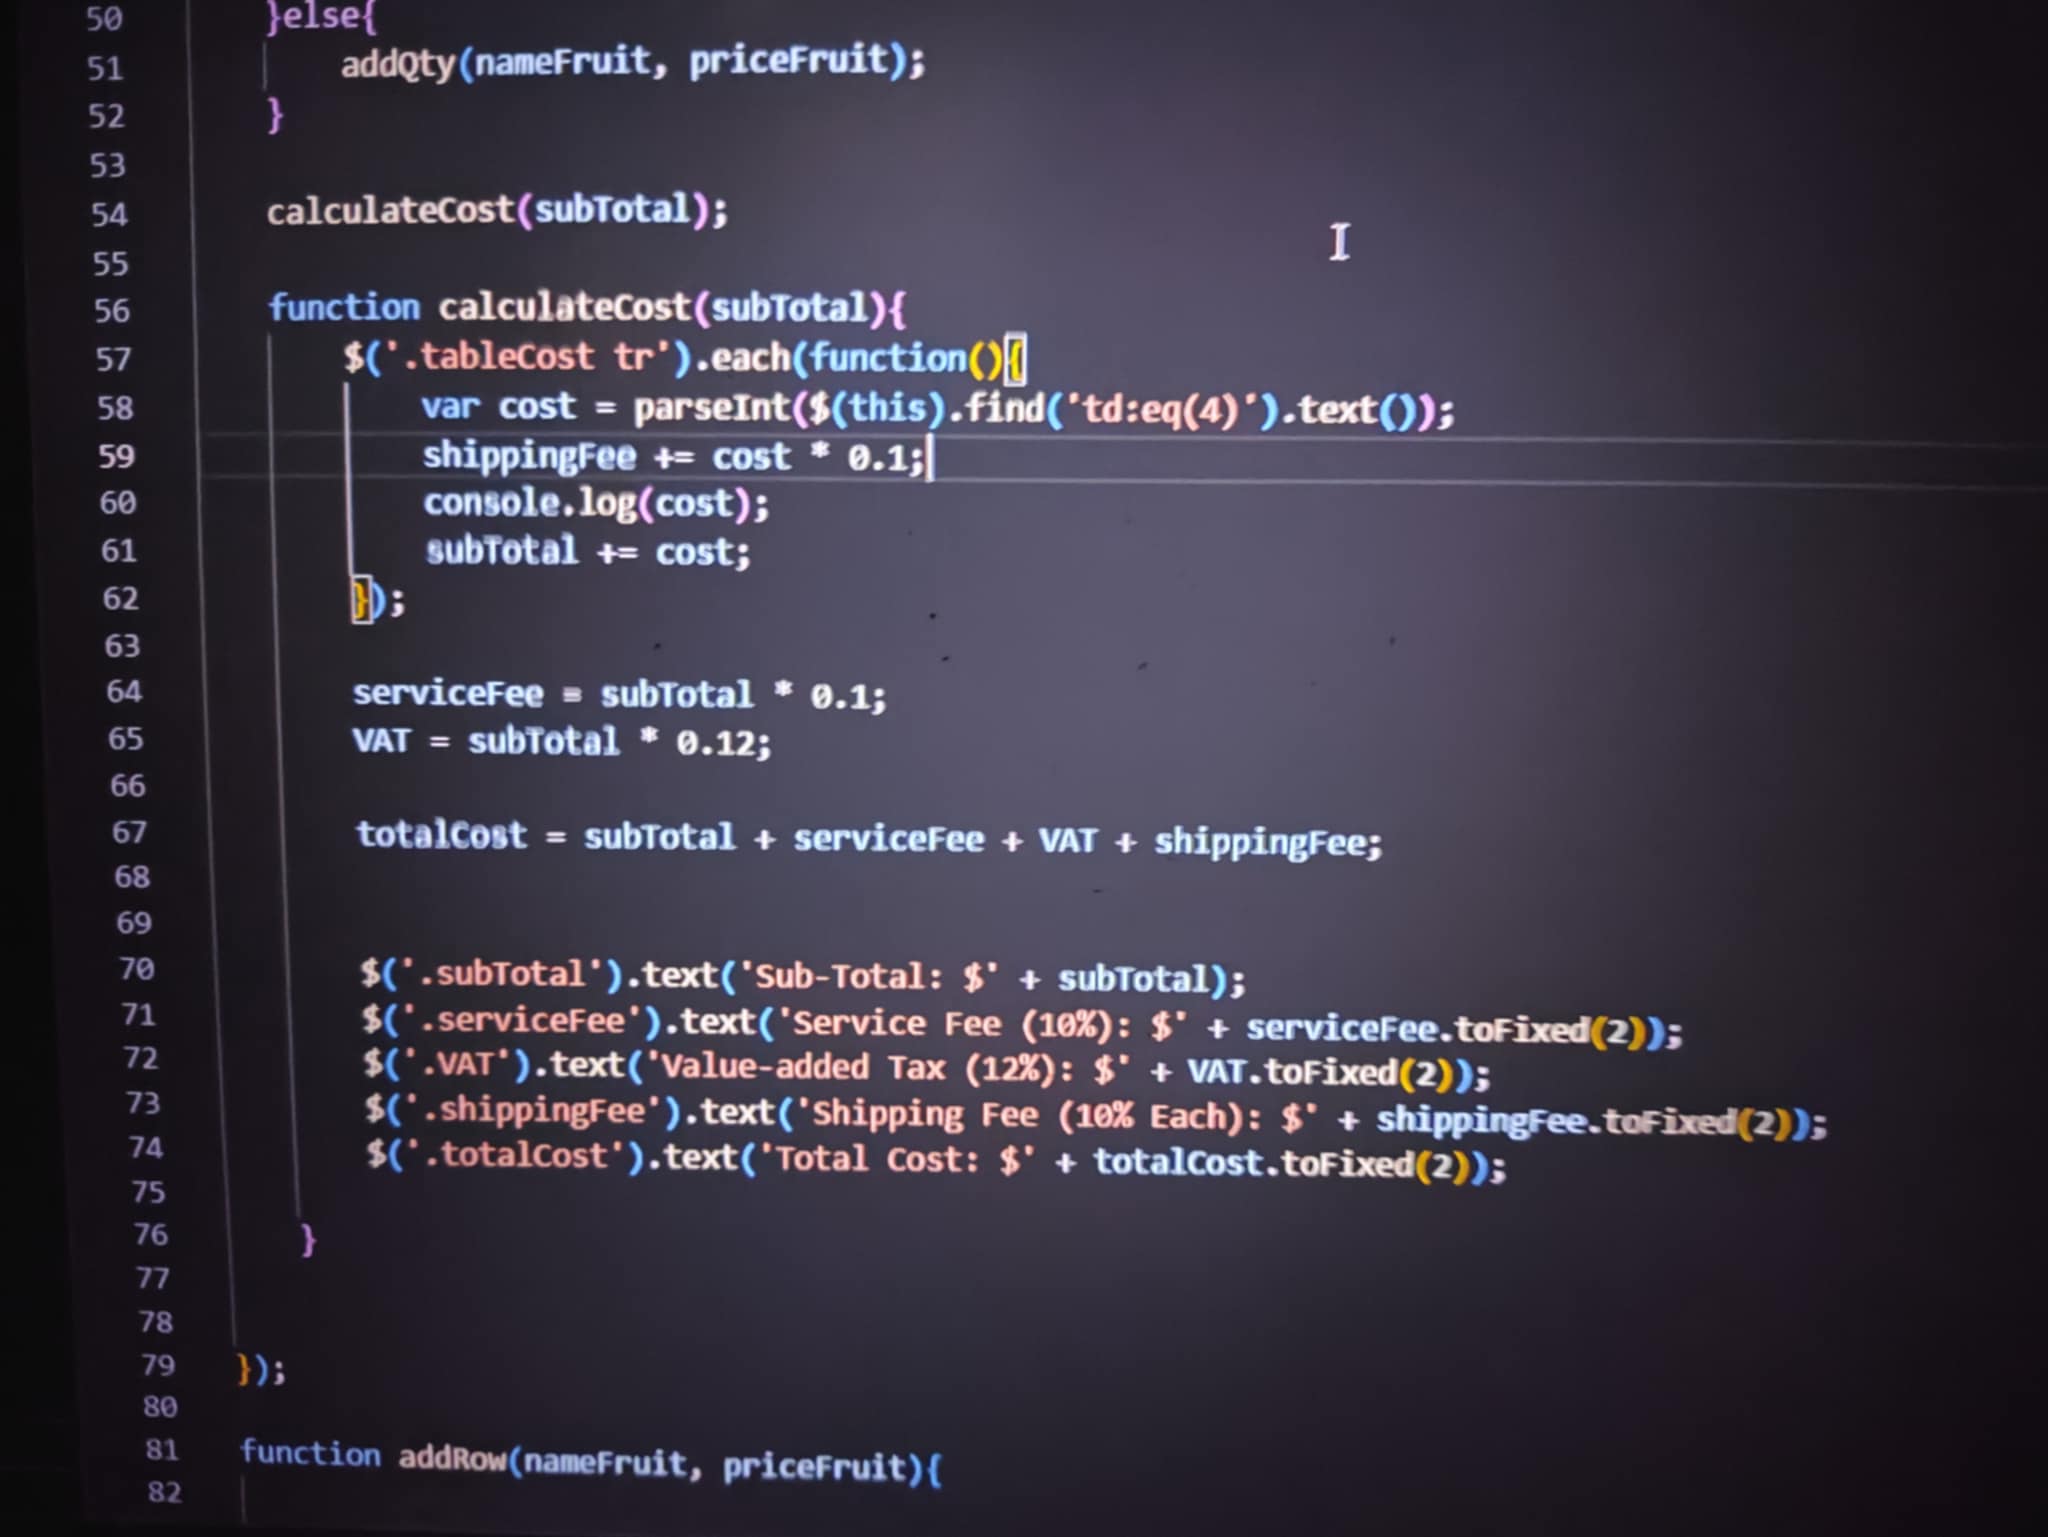 50 }else{
51 addQty(nameFruit, priceFruit);
52 }
53
54 calculateCost(subTotal);
55
56 function calculateCost(subTotal){
57 $('.tableCost tr').each(function(){
58 var cost = parseInt($(this).find('td:eq(4)').text());
59 shippingFee += cost * 0.1;
60 console.log(cost);
61 subTotal += cost;
62 });
63
64 serviceFee = subTotal * 0.1;
65 VAT = subTotal * 0.12;
66
67 totalCost = subTotal + serviceFee + VAT + shippingFee;
68
69
70 $('.subTotal').text('Sub-Total: $' + subTotal);
71 $('.serviceFee').text('Service Fee (10%): $' + serviceFee.toFixed(2));
72 $('.VAT').text('Value-added Tax (12%): $' + VAT.toFixed(2));
73 $('.shippingFee').text('Shipping Fee (10% Each): $' + shippingFee.toFixed(2));
74 $('.totalCost').text('Total Cost: $' + totalCost.toFixed(2));
75
76 }
77
78
79 });
80
81 function addRow(nameFruit, priceFruit){
82